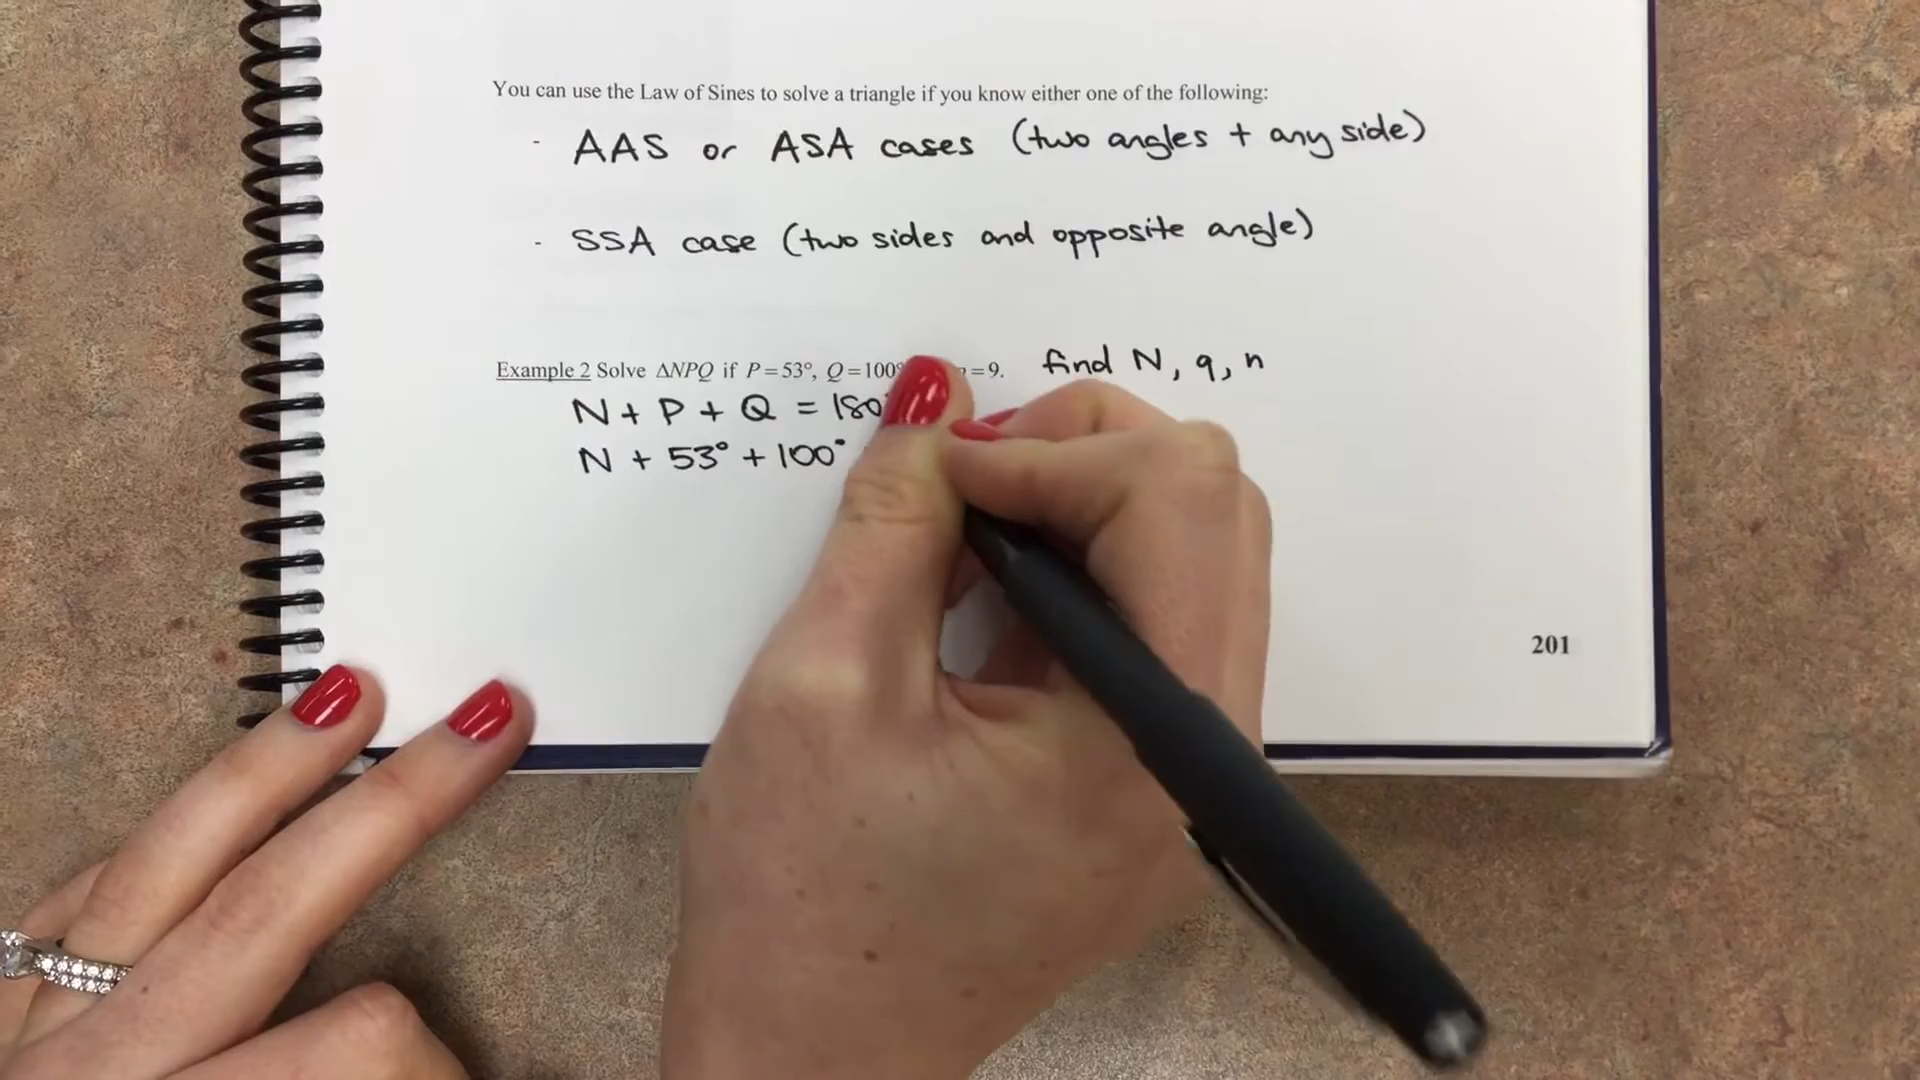 You can use the Law of Sines to solve a triangle if you know either one of the following:
- AAS or ASA cases (two angles + any side)
- SSA case (two sides and opposite angle)
Example 2 Solve ΔNPQ if P=53°, Q=100° =9. find N, q, n
N + P + Q = 180°
N + 53° + 100°
201